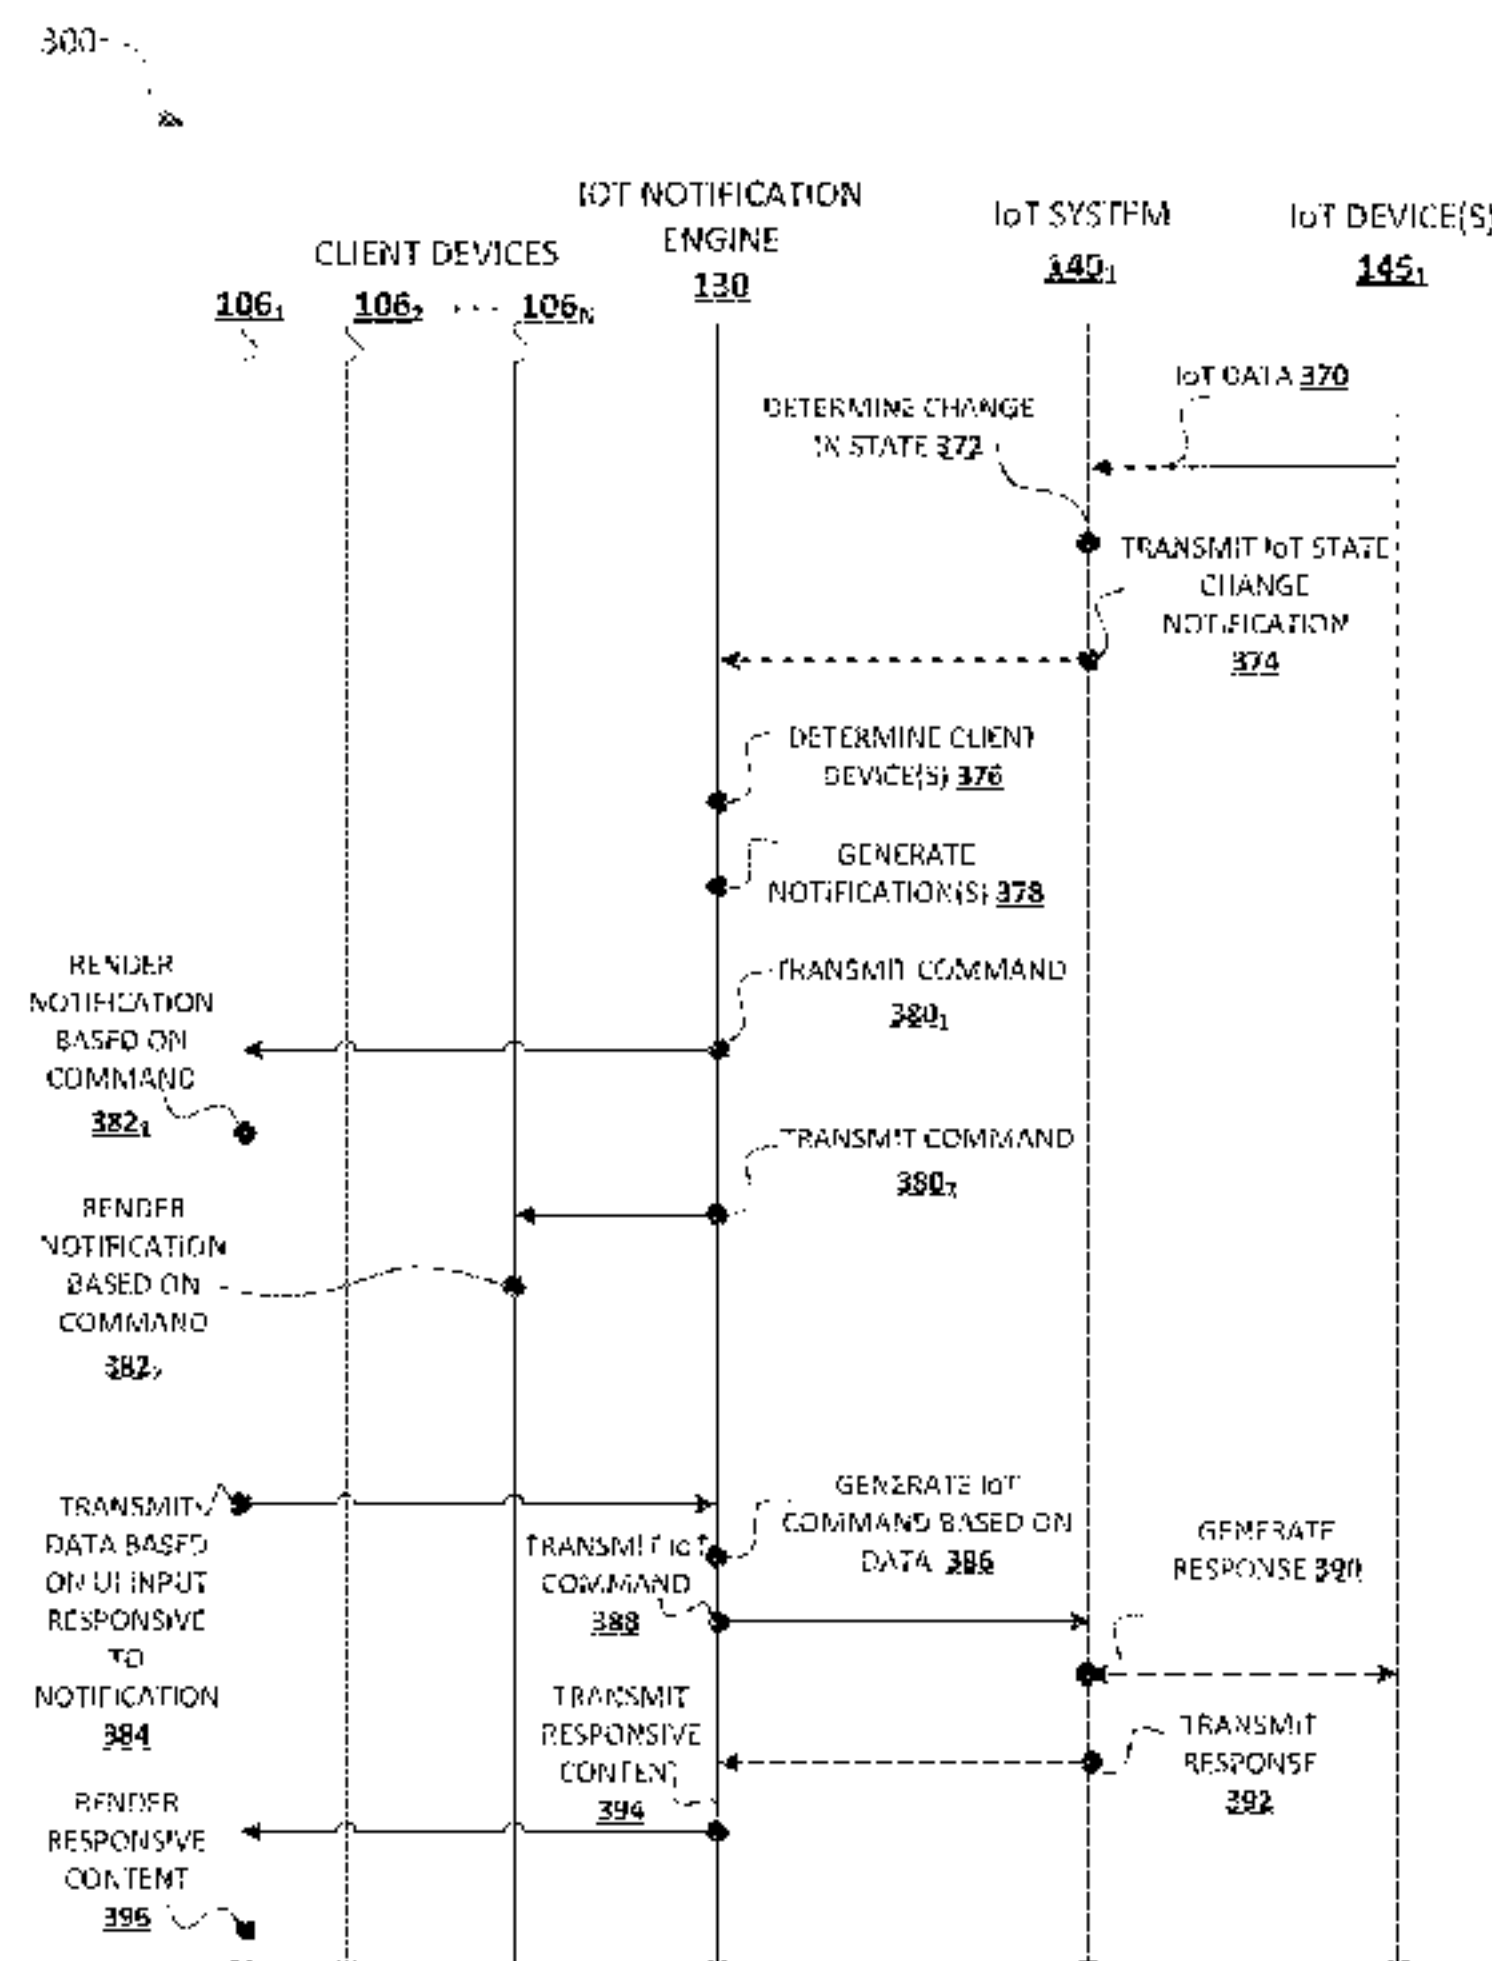 300
IOT NOTIFICATION
ENGINE
130
IoT SYSTEM
140₁
IoT DEVICE(S)
145₁
CLIENT DEVICES
106₁ 106₂ ···· 106N
IoT DATA 370
DETERMINE CHANGE
IN STATE 372
TRANSMIT IoT STATE
CHANGE
NOTIFICATION
374
DETERMINE CLIENT
DEVICE(S) 376
GENERATE
NOTIFICATION(S) 378
TRANSMIT COMMAND
380₁
RENDER
NOTIFICATION
BASED ON
COMMAND
382₁
TRANSMIT COMMAND
380₂
RENDER
NOTIFICATION
BASED ON
COMMAND
382₂
TRANSMIT
DATA BASED
ON UI INPUT
RESPONSIVE
TO
NOTIFICATION
384
GENERATE IoT
COMMAND BASED ON
DATA 386
TRANSMIT IoT
COMMAND
388
GENERATE
RESPONSE 390
TRANSMIT
RESPONSE
392
TRANSMIT
RESPONSIVE
CONTENT
394
RENDER
RESPONSIVE
CONTENT
396